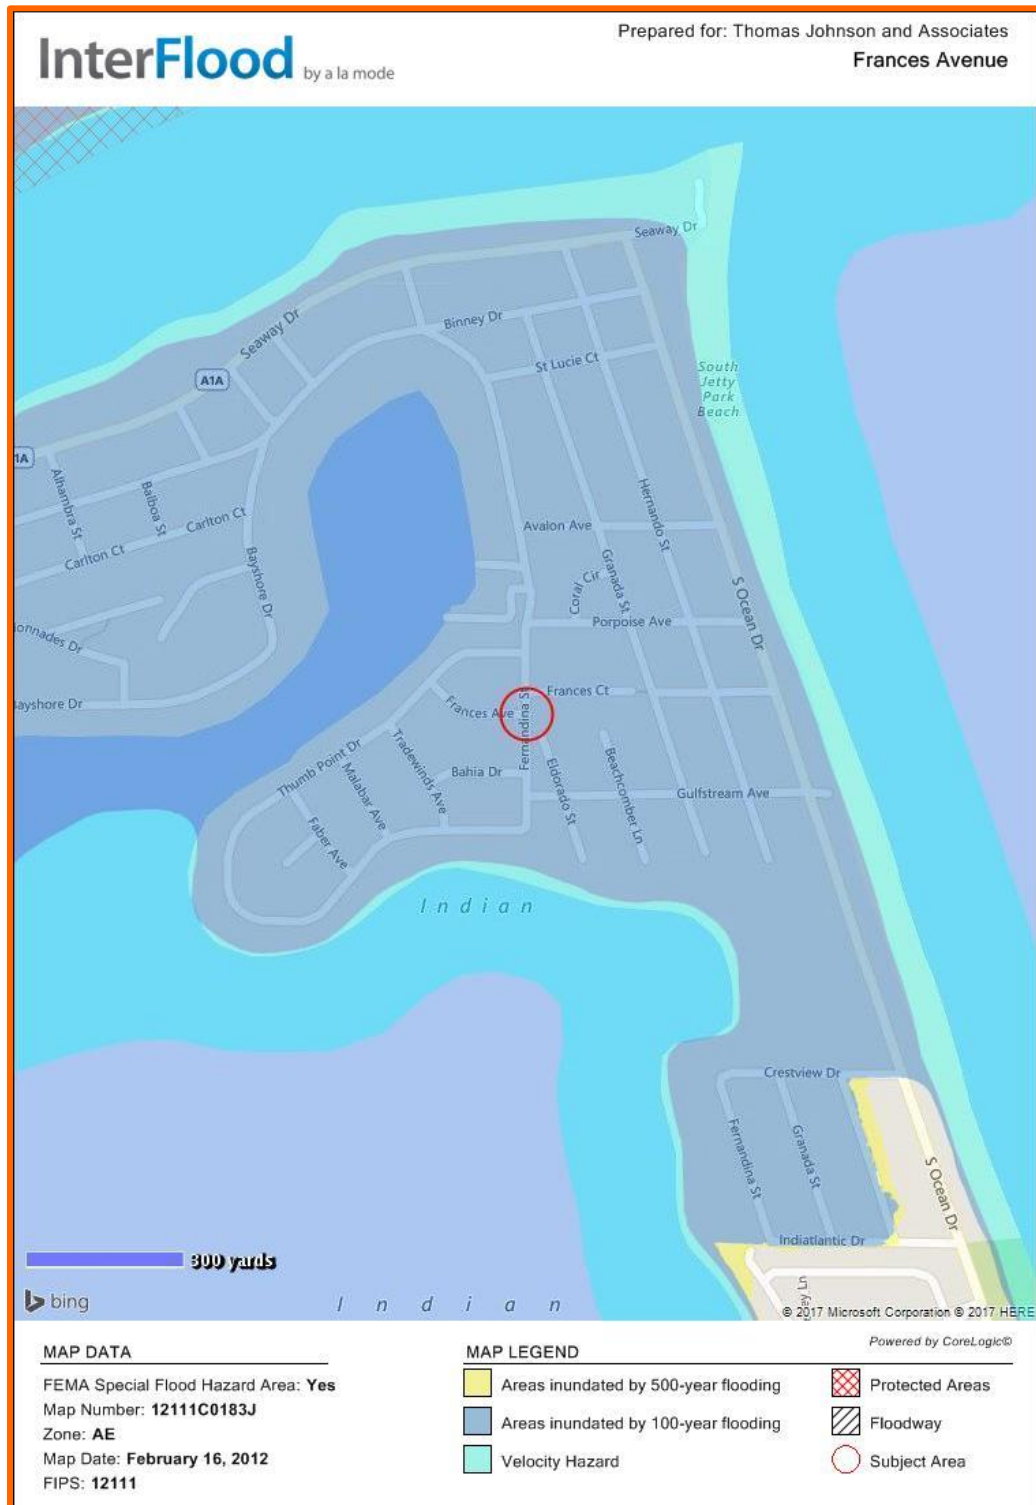 InterFlood by a la mode
Prepared for: Thomas Johnson and Associates
Frances Avenue
Seaway Dr
Binney Dr
Seaway Dr
St Lucie Ct
A1A
South
Jetty
Park
Beach
1A
Alhambra St
Balboa St
Hernando St
Carlton Ct
Avalon Ave
Carlton Ct
Bayshore Dr
Granada St
Coral Cir
S Ocean Dr
Porpoise Ave
onnades Dr
Frances Ct
ayshore Dr
Frances Ave
Fernandina St
Tradewinds Ave
Thumb Point Dr
Bahia Dr
Eldorado St
Beachcomber Ln
Malabar Ave
Gulfstream Ave
Faber Ave
Indian
Crestview Dr
Fernandina St
Granada St
S Ocean Dr
Indiatlantic Dr
300 yards
bing
Indian
ay Ln
© 2017 Microsoft Corporation © 2017 HERE
Powered by CoreLogic©
MAP DATA
FEMA Special Flood Hazard Area: Yes
Map Number: 12111C0183J
Zone: AE
Map Date: February 16, 2012
FIPS: 12111
MAP LEGEND
Areas inundated by 500-year flooding
Areas inundated by 100-year flooding
Velocity Hazard
Protected Areas
Floodway
Subject Area